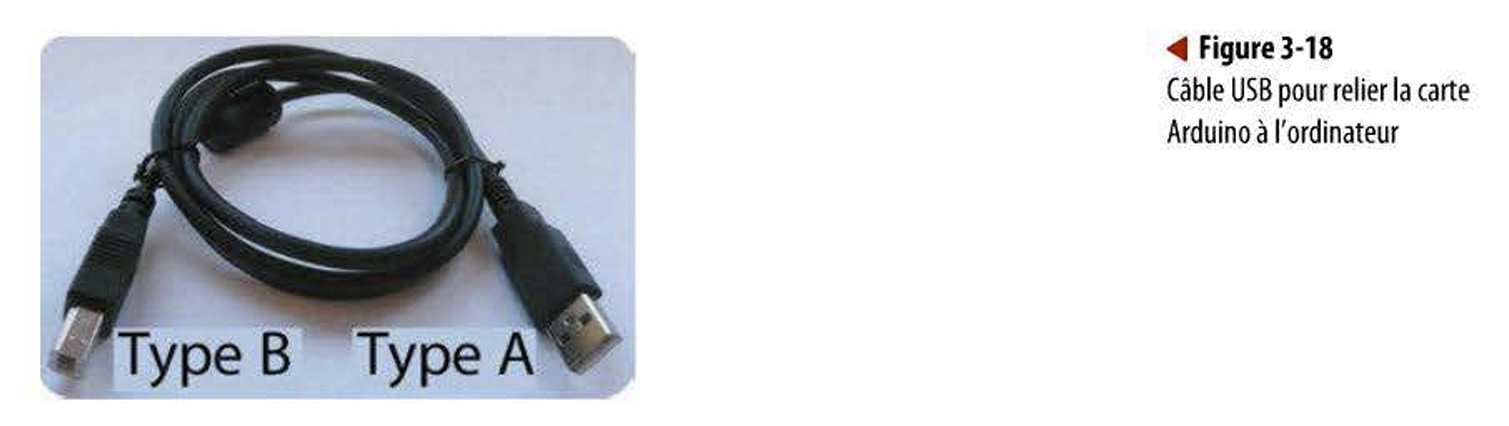 Type B Type A
◀ Figure 3-18
Câble USB pour relier la carte
Arduino à l'ordinateur